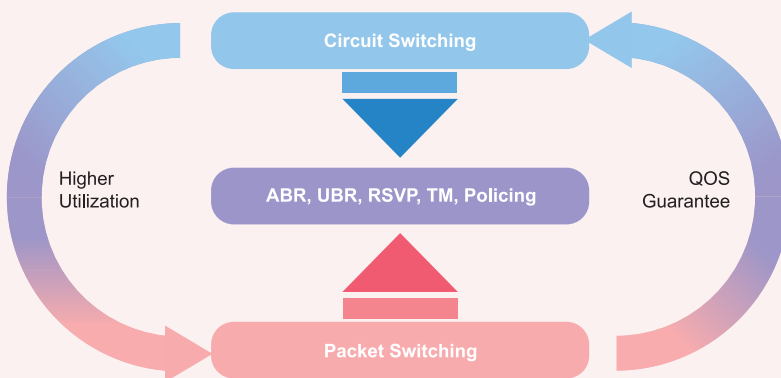 Circuit Switching
Higher
Utilization
ABR, UBR, RSVP, TM, Policing
QOS
Guarantee
Packet Switching